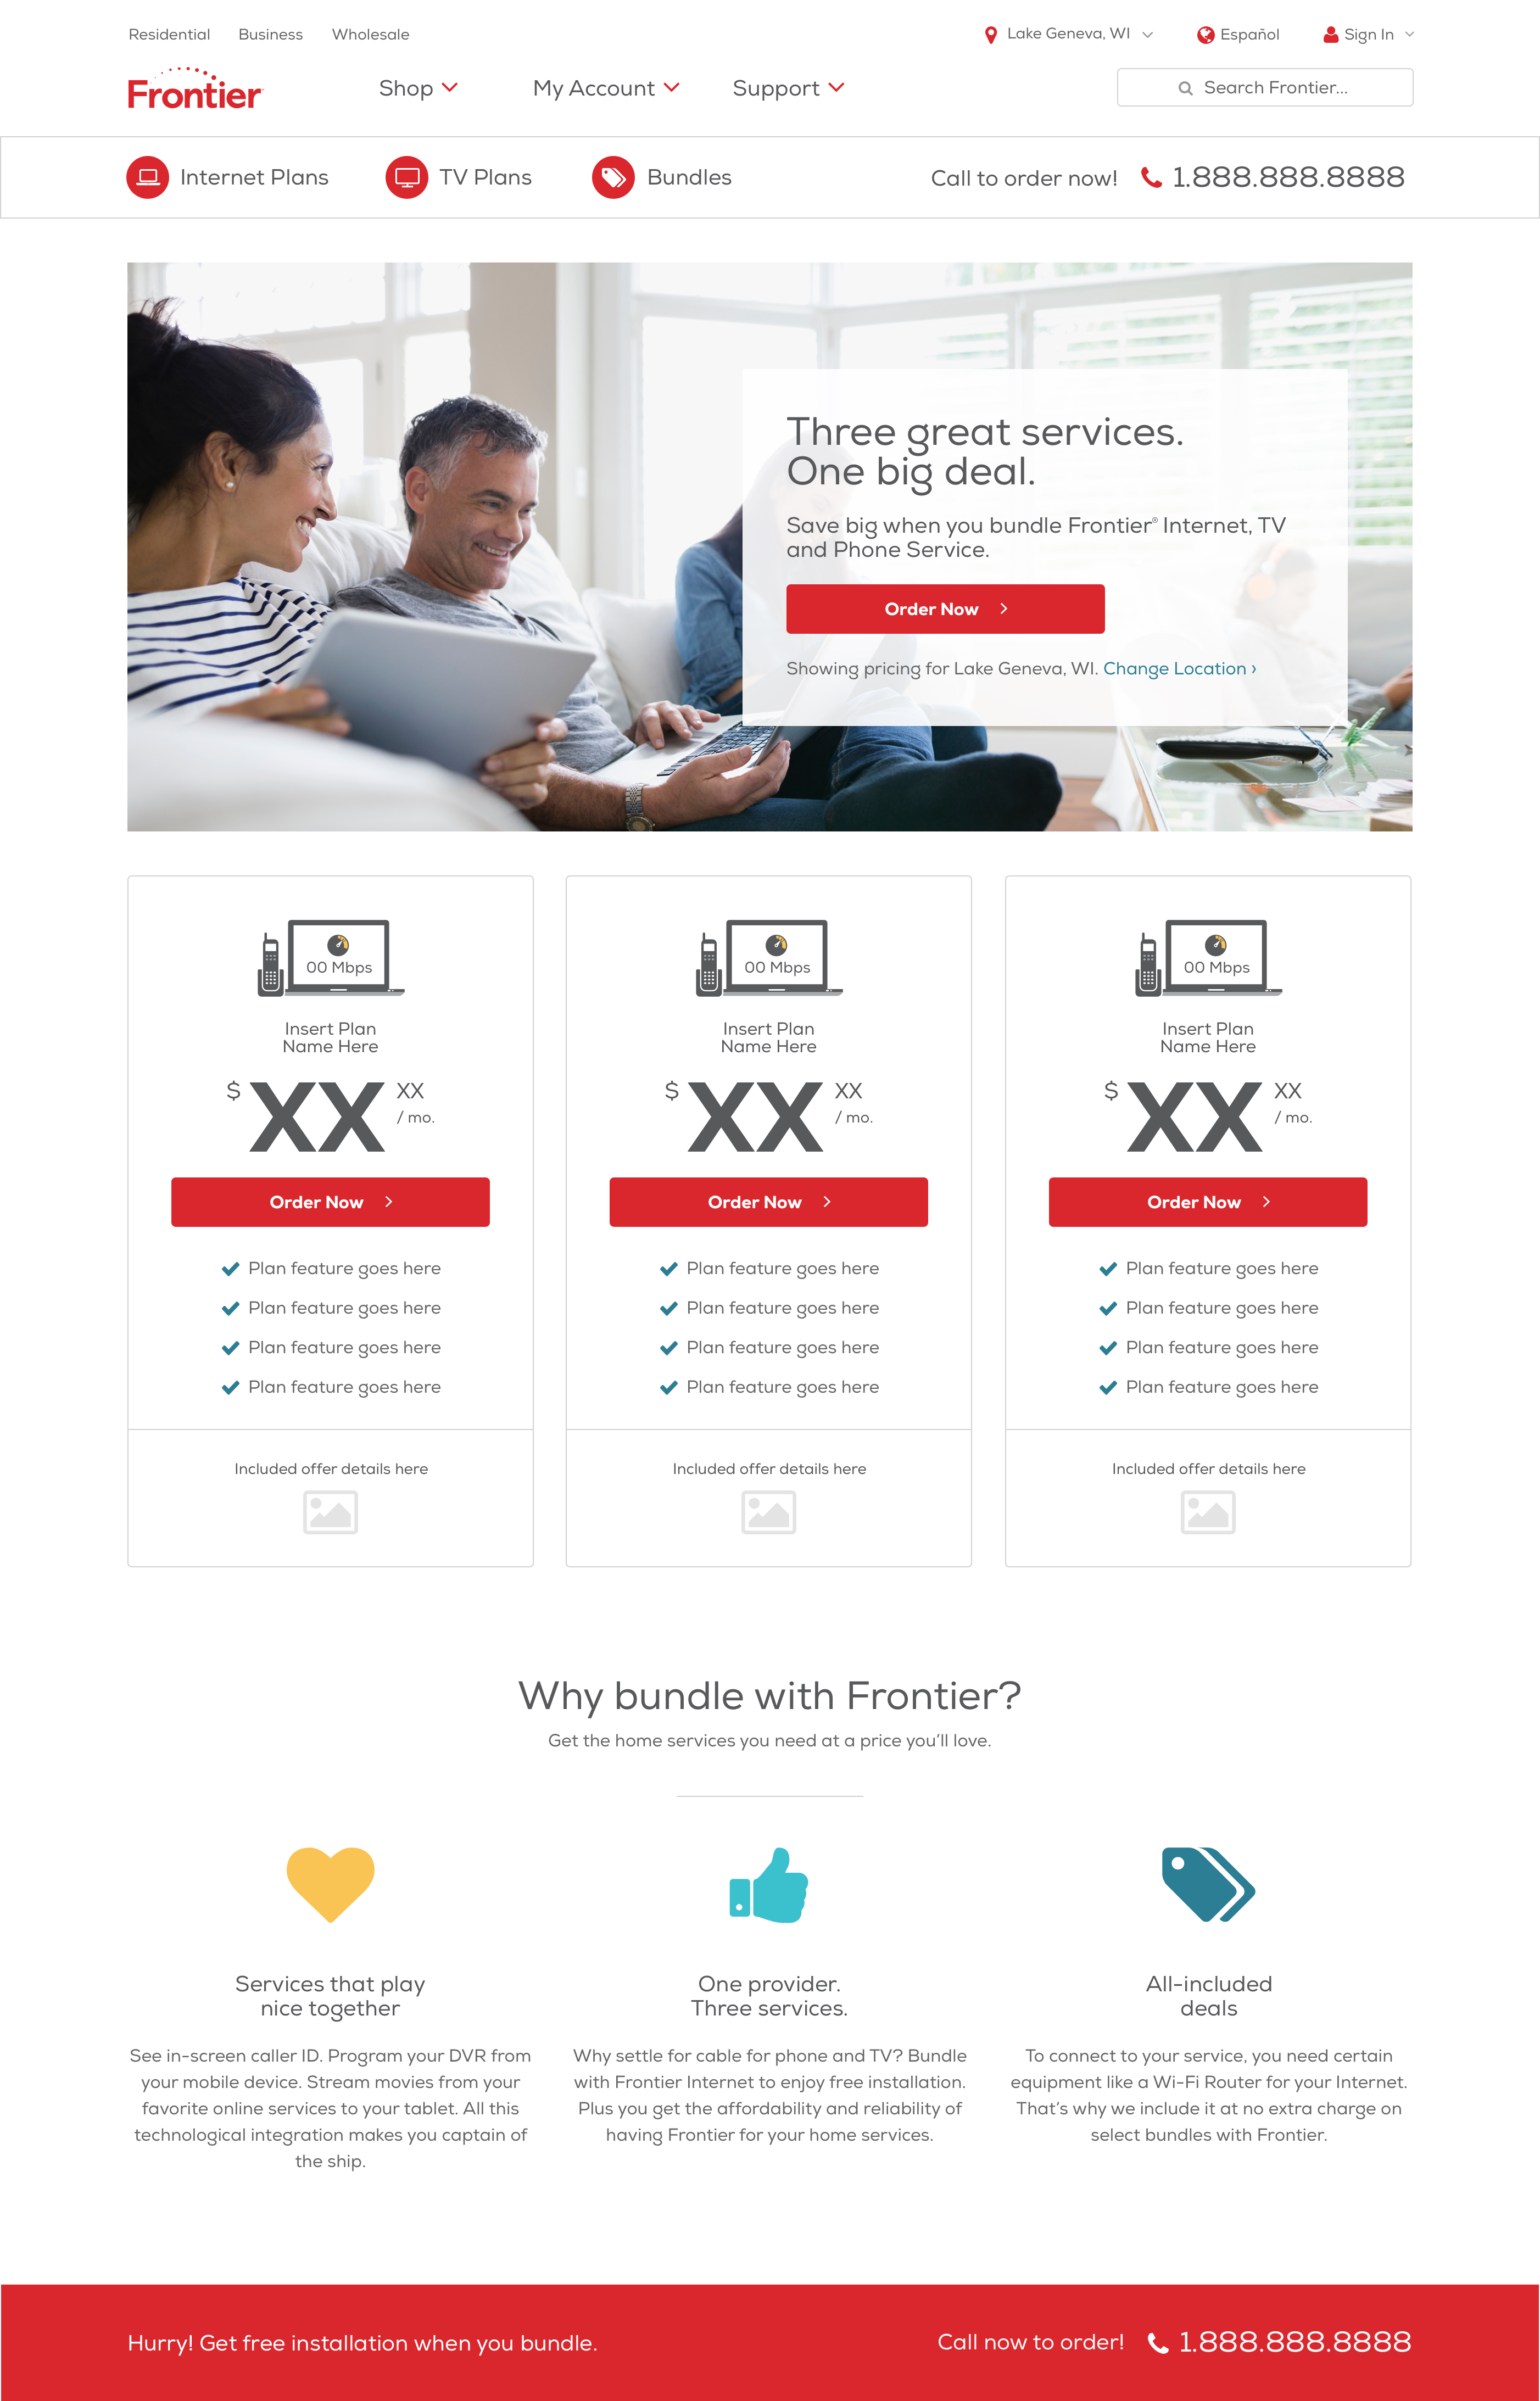 Residential Business Wholesale
Lake Geneva, WI Español Sign In
Frontier
Shop My Account Support
Search Frontier...
Internet Plans TV Plans Bundles
Call to order now! 1.888.888.8888
Three great services.
One big deal.
Save big when you bundle Frontier® Internet, TV
and Phone Service.
Order Now
Showing pricing for Lake Geneva, WI. Change Location ›
00 Mbps
Insert Plan
Name Here
$ XX XX
/ mo.
Order Now
Plan feature goes here
Plan feature goes here
Plan feature goes here
Plan feature goes here
Included offer details here
00 Mbps
Insert Plan
Name Here
$ XX XX
/ mo.
Order Now
Plan feature goes here
Plan feature goes here
Plan feature goes here
Plan feature goes here
Included offer details here
00 Mbps
Insert Plan
Name Here
$ XX XX
/ mo.
Order Now
Plan feature goes here
Plan feature goes here
Plan feature goes here
Plan feature goes here
Included offer details here
Why bundle with Frontier?
Get the home services you need at a price you'll love.
Services that play
nice together
See in-screen caller ID. Program your DVR from
your mobile device. Stream movies from your
favorite online services to your tablet. All this
technological integration makes you captain of
the ship.
One provider.
Three services.
Why settle for cable for phone and TV? Bundle
with Frontier Internet to enjoy free installation.
Plus you get the affordability and reliability of
having Frontier for your home services.
All-included
deals
To connect to your service, you need certain
equipment like a Wi-Fi Router for your Internet.
That's why we include it at no extra charge on
select bundles with Frontier.
Hurry! Get free installation when you bundle.
Call now to order! 1.888.888.8888